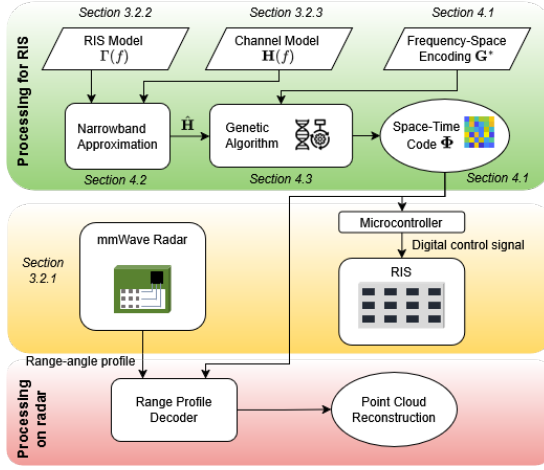 Section 3.2.2
Section 3.2.3
Section 4.1
Processing for RIS
RIS Model
Γ(f)
Channel Model
H(f)
Frequency-Space
Encoding G*
Narrowband
Approximation
Ĥ
Genetic
Algorithm
Space-Time
Code Φ
Section 4.2
Section 4.3
Section 4.1
Section
3.2.1
mmWave Radar
Microcontroller
Digital control signal
RIS
Range-angle profile
Processing
on radar
Range Profile
Decoder
Point Cloud
Reconstruction